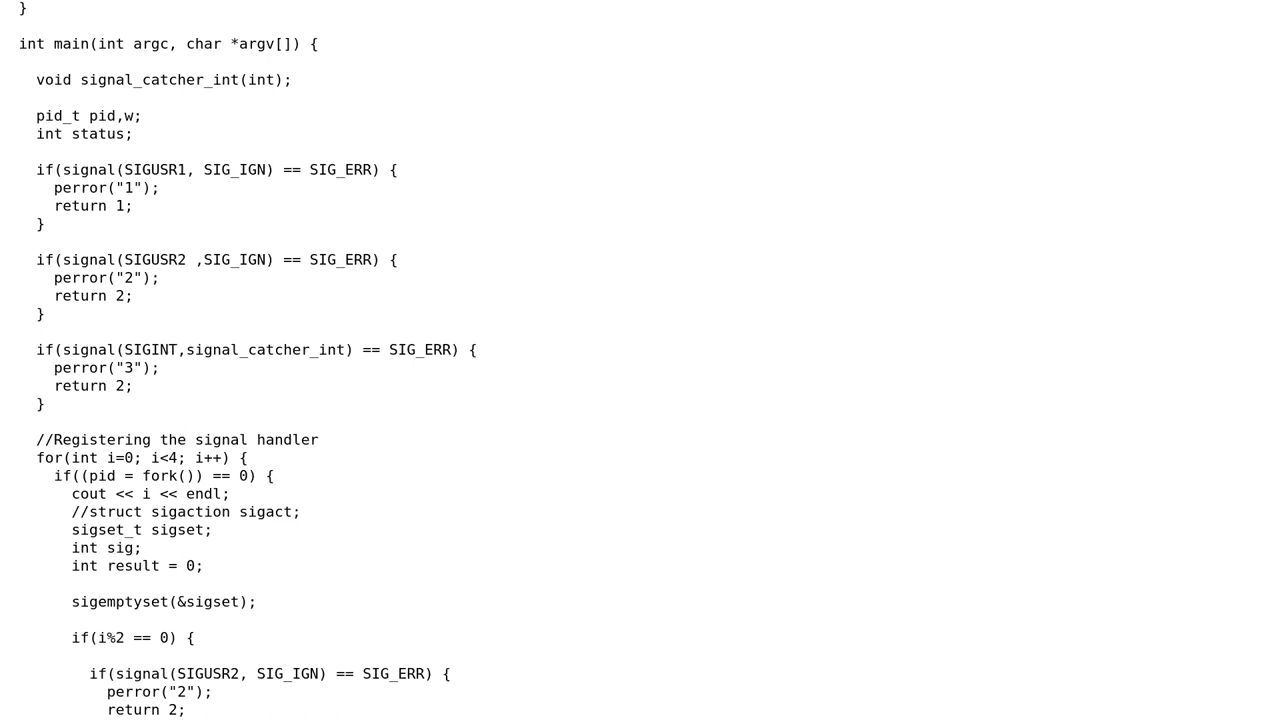 }
int main(int argc, char *argv[]) {
void signal_catcher_int(int);
pid_t pid,w;
int status;
if(signal(SIGUSR1, SIG_IGN) == SIG_ERR) {
perror("1");
return 1;
}
if(signal(SIGUSR2 ,SIG_IGN) == SIG_ERR) {
perror("2");
return 2;
}
if(signal(SIGINT,signal_catcher_int) == SIG_ERR) {
perror("3");
return 2;
}
//Registering the signal handler
for(int i=0; i<4; i++) {
if((pid = fork()) == 0) {
cout << i << endl;
//struct sigaction sigact;
sigset_t sigset;
int sig;
int result = 0;
sigemptyset(&sigset);
if(i%2 == 0) {
if(signal(SIGUSR2, SIG_IGN) == SIG_ERR) {
perror("2");
return 2;